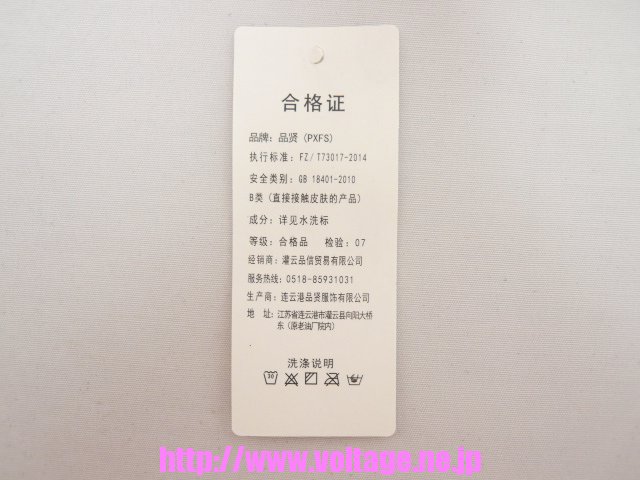 合格证
品牌：品贤（PXFS）
执行标准：FZ/T73017-2014
安全类别：GB 18401-2010
B类（直接接触皮肤的产品）
成分：详见水洗标
等级：合格品 检验：07
经销商：灌云品信贸易有限公司
服务热线：0518-85931031
生产商：连云港品贤服饰有限公司
地 址：江苏省连云港市灌云县向阳大桥
东（原老油厂院内）
洗涤说明
30
http://www.voltage.ne.jp